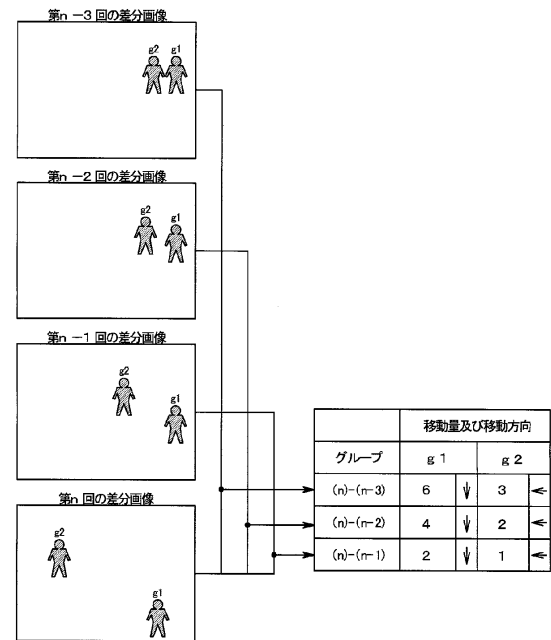 第n －3 回の差分画像
g2 g1
第n －2 回の差分画像
g2
g1
第n －1 回の差分画像
g2
g1
第n 回の差分画像
g2
g1
移動量及び移動方向
グループ g 1 g 2
(n)-(n-3) 6 ↓ 3 ←
(n)-(n-2) 4 ↓ 2 ←
(n)-(n-1) 2 ↓ 1 ←